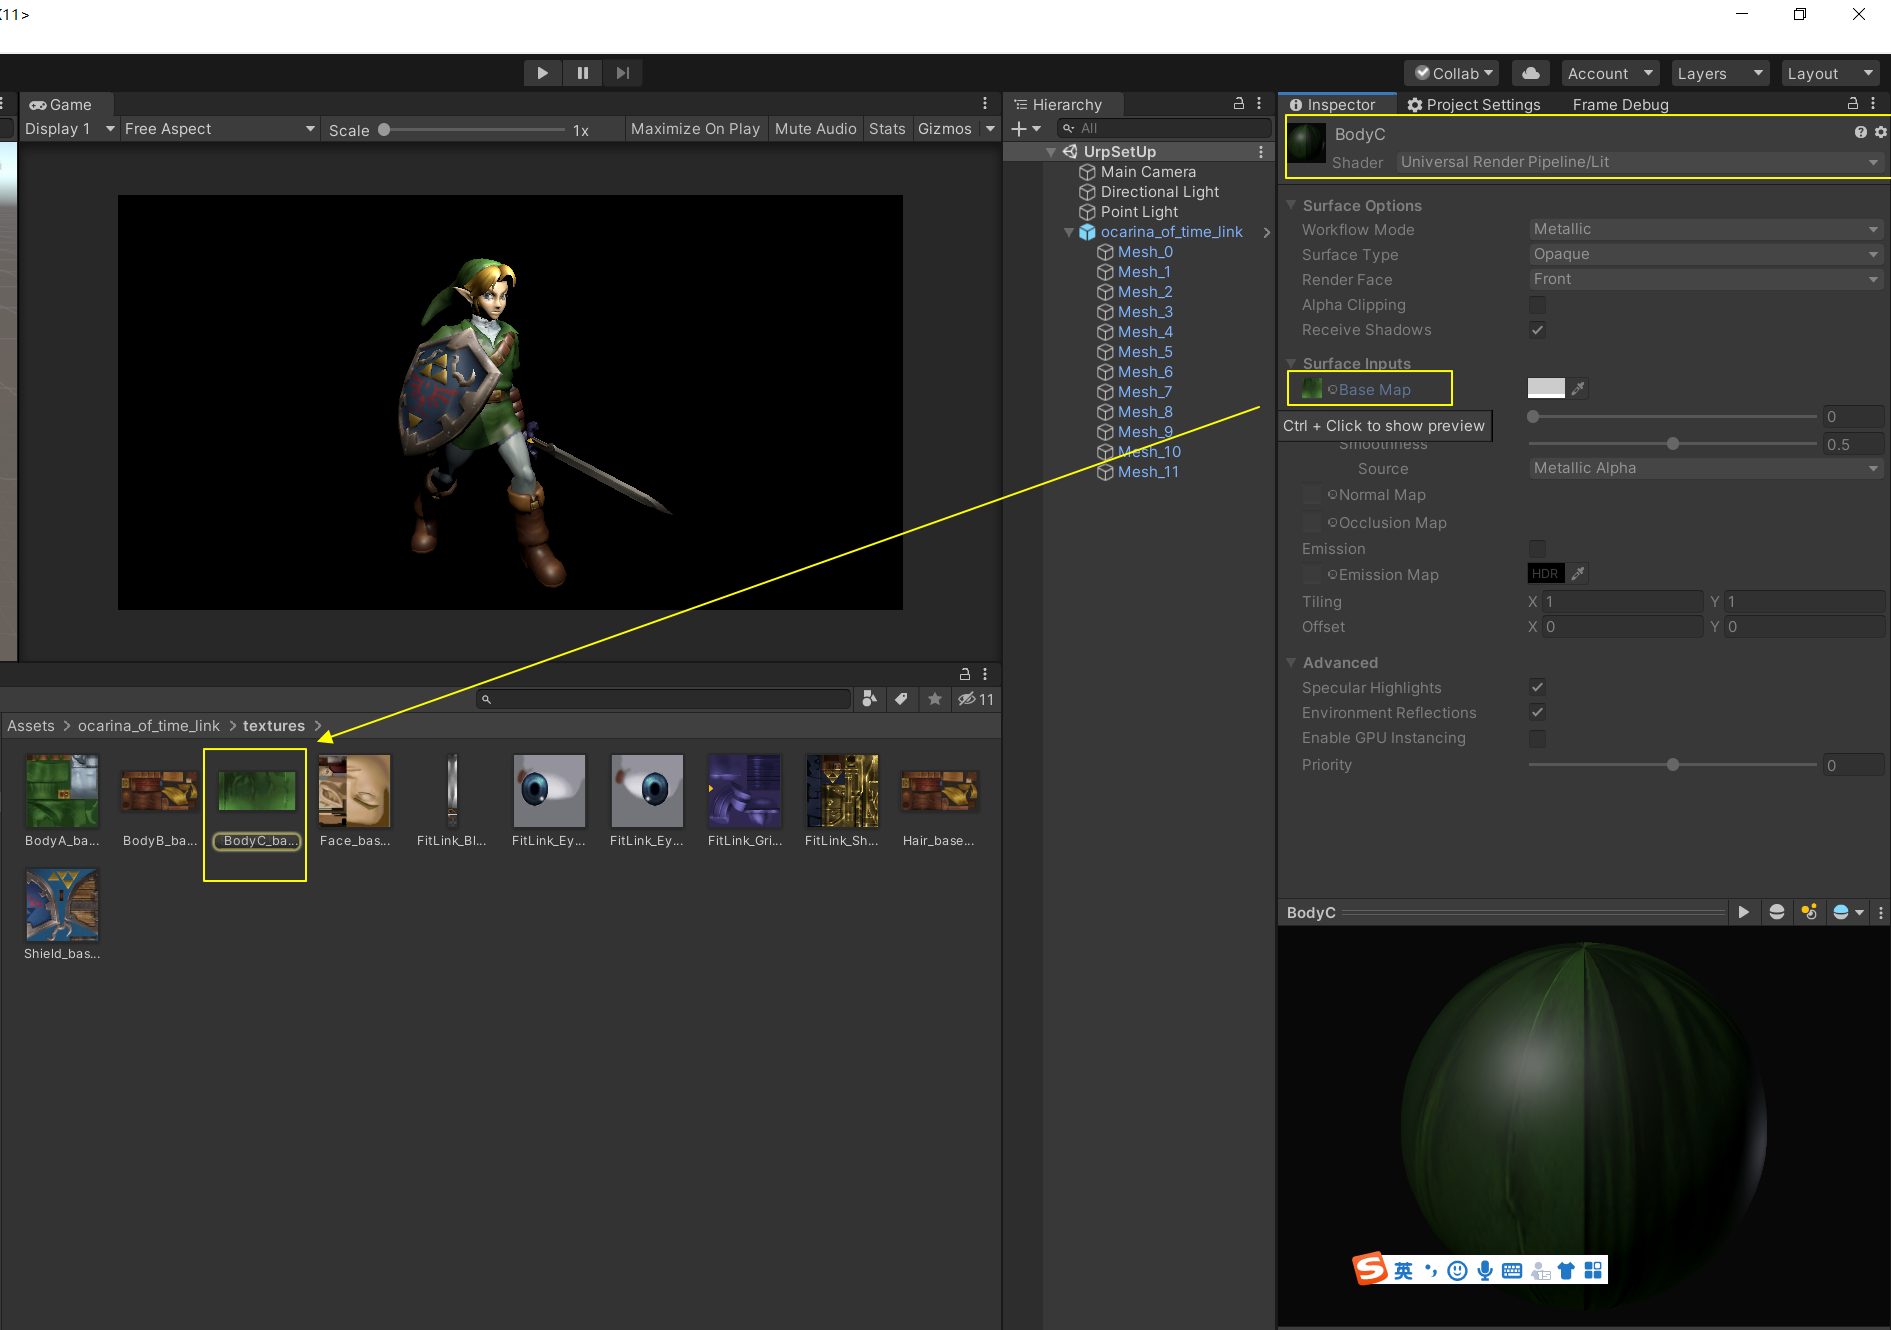 11>
Collab
Account
Layers
Layout
Game
Display 1
Free Aspect
Scale
1x
Maximize On Play
Mute Audio
Stats
Gizmos
Hierarchy
All
UrpSetUp
Main Camera
Directional Light
Point Light
ocarina_of_time_link
Mesh_0
Mesh_1
Mesh_2
Mesh_3
Mesh_4
Mesh_5
Mesh_6
Mesh_7
Mesh_8
Mesh_9
Mesh_10
Mesh_11
Inspector
Project Settings
Frame Debug
BodyC
Shader
Universal Render Pipeline/Lit
Surface Options
Workflow Mode
Metallic
Surface Type
Opaque
Render Face
Front
Alpha Clipping
Receive Shadows
Surface Inputs
Base Map
0
Ctrl + Click to show preview
Smoothness
0.5
Source
Metallic Alpha
Normal Map
Occlusion Map
Emission
Emission Map
HDR
Tiling
X 1
Y 1
Offset
X 0
Y 0
Advanced
Specular Highlights
Environment Reflections
Enable GPU Instancing
Priority
0
11
Assets > ocarina_of_time_link > textures >
BodyA_ba...
BodyB_ba...
BodyC_ba...
Face_bas...
FitLink_Bl...
FitLink_Ey...
FitLink_Ey...
FitLink_Gri...
FitLink_Sh...
Hair_base...
Shield_bas...
BodyC
S 英